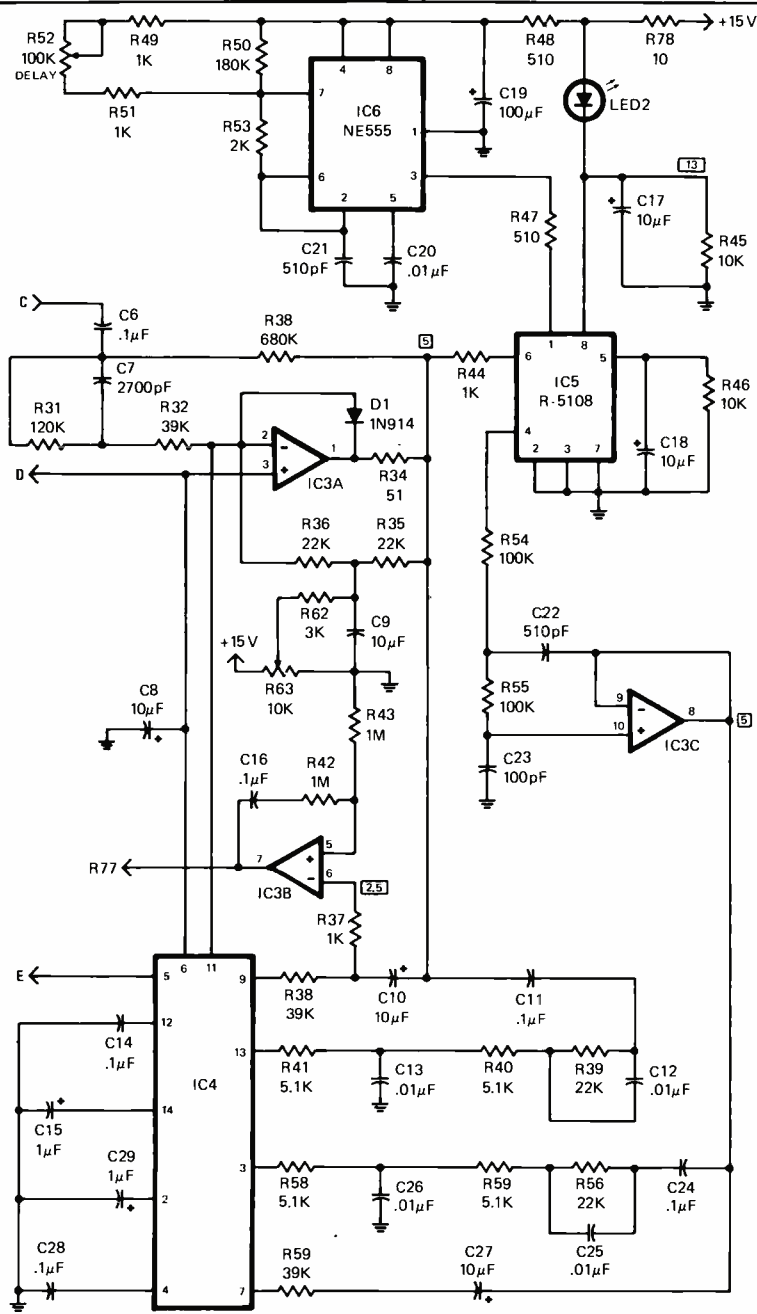 R52
100K
DELAY
R49
1K
R50
180K
R51
1K
R53
2K
4
8
7
IC6
NE555
1
6
3
2
5
C19
100µF
R48
510
R78
10
+15V
LED2
13
C17
10µF
R45
10K
R47
510
C21
510pF
C20
.01µF
C
C6
.1µF
C7
2700pF
R38
680K
5
R44
1K
1
8
6
5
IC5
R-5108
4
2
3
7
R46
10K
C18
10µF
R31
120K
R32
39K
D1
1N914
2
1
3
IC3A
R34
51
D
R36
22K
R35
22K
R54
100K
R62
3K
C9
10µF
+15V
R63
10K
C22
510pF
C8
10µF
R43
1M
R55
100K
9
8
10
IC3C
5
C23
100pF
C16
.1µF
R42
1M
R77
7
5
6
IC3B
2.5
R37
1K
E
5
6
11
9
R38
39K
C10
10µF
C11
.1µF
12
C14
.1µF
13
R41
5.1K
C13
.01µF
R40
5.1K
R39
22K
C12
.01µF
IC4
14
C15
1µF
C29
1µF
2
3
R58
5.1K
C26
.01µF
R59
5.1K
R56
22K
C24
.1µF
C25
.01µF
C28
.1µF
4
7
R59
39K
C27
10µF
+
+
+
+
+
+
+
+
+
-
+
-
+
+
-